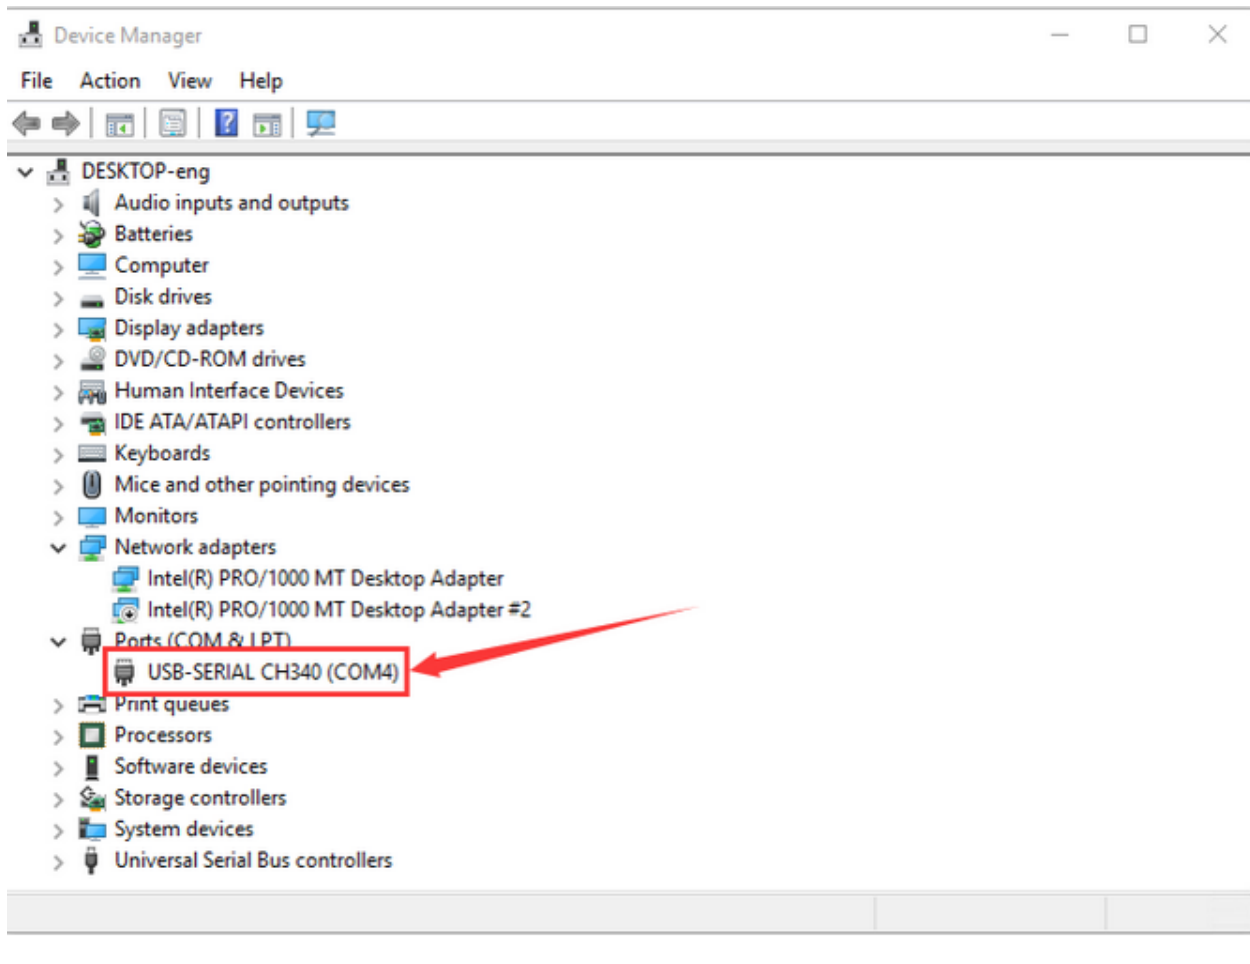 Device Manager
File Action View Help
DESKTOP-eng
Audio inputs and outputs
Batteries
Computer
Disk drives
Display adapters
DVD/CD-ROM drives
Human Interface Devices
IDE ATA/ATAPI controllers
Keyboards
Mice and other pointing devices
Monitors
Network adapters
Intel(R) PRO/1000 MT Desktop Adapter
Intel(R) PRO/1000 MT Desktop Adapter #2
Ports (COM & LPT)
USB-SERIAL CH340 (COM4)
Print queues
Processors
Software devices
Storage controllers
System devices
Universal Serial Bus controllers